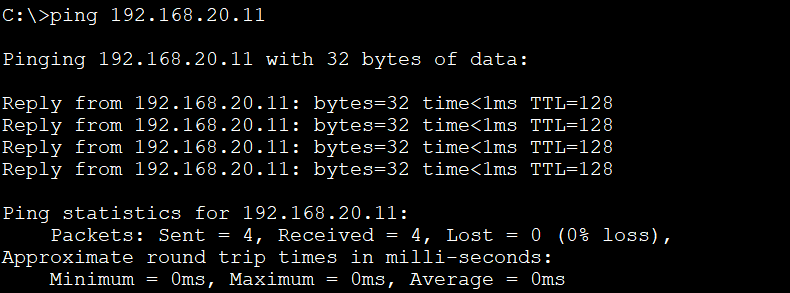 C:\>ping 192.168.20.11
Pinging 192.168.20.11 with 32 bytes of data:
Reply from 192.168.20.11: bytes=32 time<1ms TTL=128
Reply from 192.168.20.11: bytes=32 time<1ms TTL=128
Reply from 192.168.20.11: bytes=32 time<1ms TTL=128
Reply from 192.168.20.11: bytes=32 time<1ms TTL=128
Ping statistics for 192.168.20.11:
    Packets: Sent = 4, Received = 4, Lost = 0 (0% loss),
Approximate round trip times in milli-seconds:
    Minimum = 0ms, Maximum = 0ms, Average = 0ms